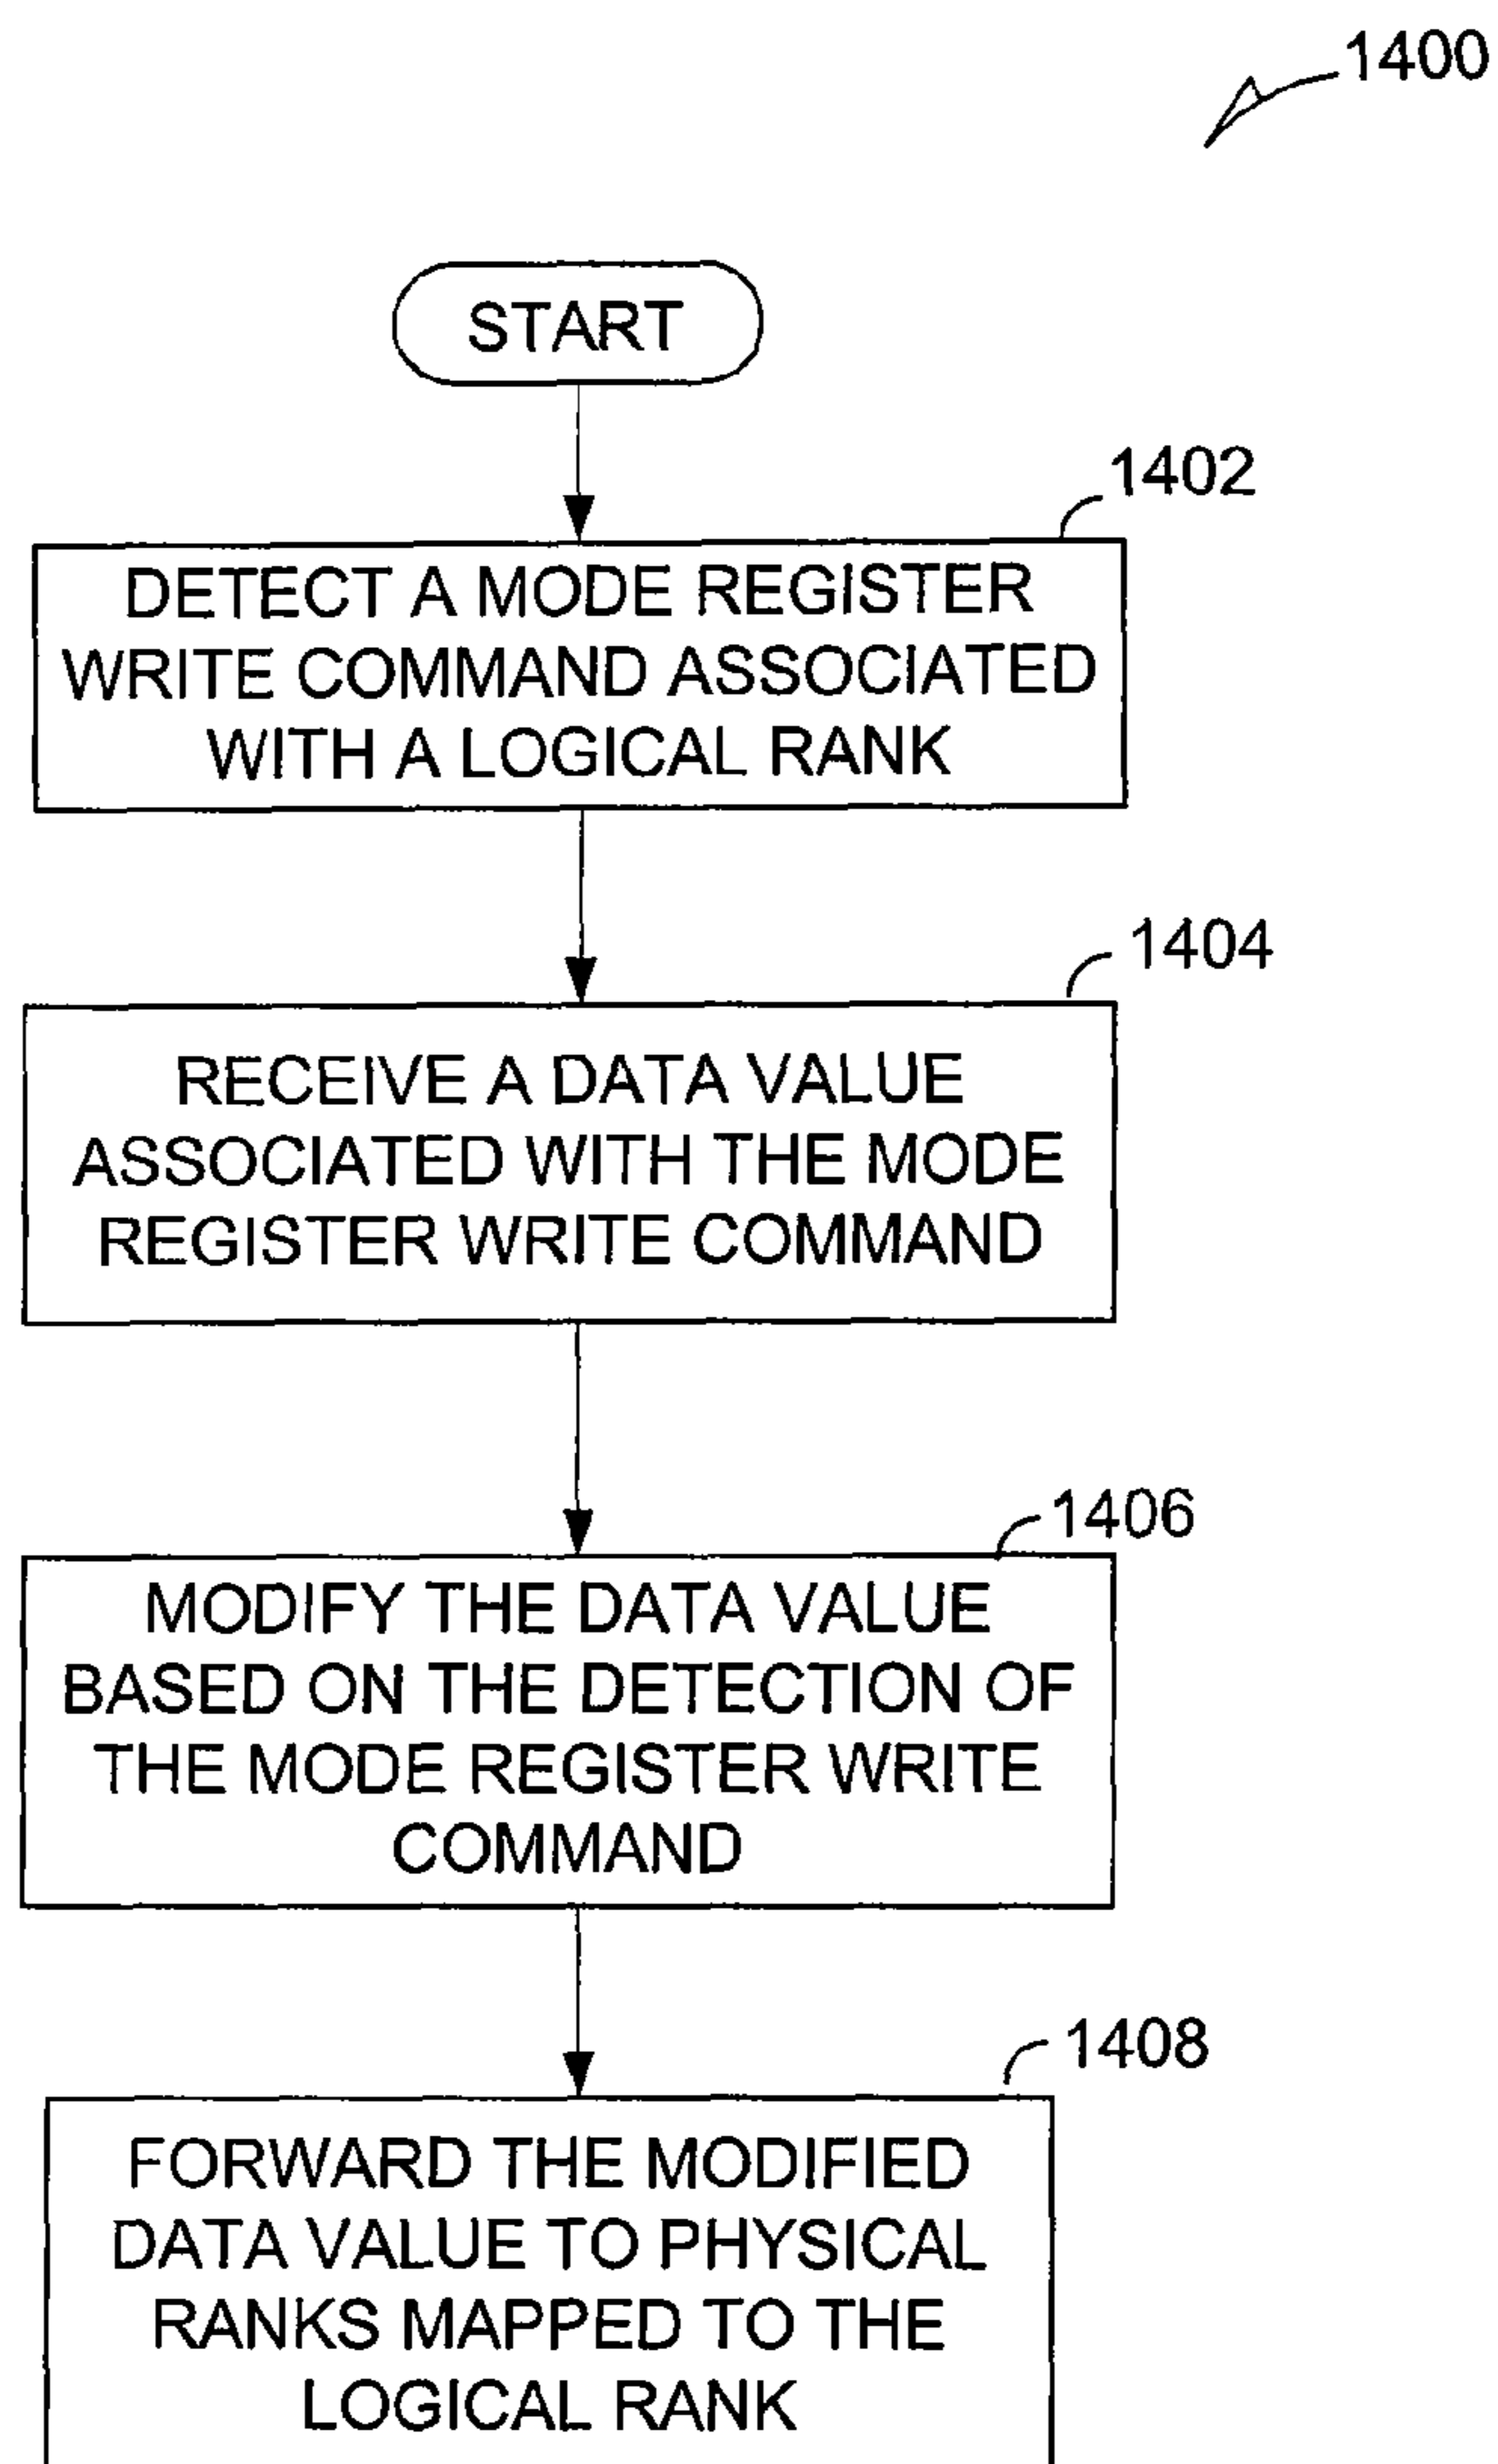 1400
START
1402
DETECT A MODE REGISTER
WRITE COMMAND ASSOCIATED
WITH A LOGICAL RANK
1404
RECEIVE A DATA VALUE
ASSOCIATED WITH THE MODE
REGISTER WRITE COMMAND
1406
MODIFY THE DATA VALUE
BASED ON THE DETECTION OF
THE MODE REGISTER WRITE
COMMAND
1408
FORWARD THE MODIFIED
DATA VALUE TO PHYSICAL
RANKS MAPPED TO THE
LOGICAL RANK